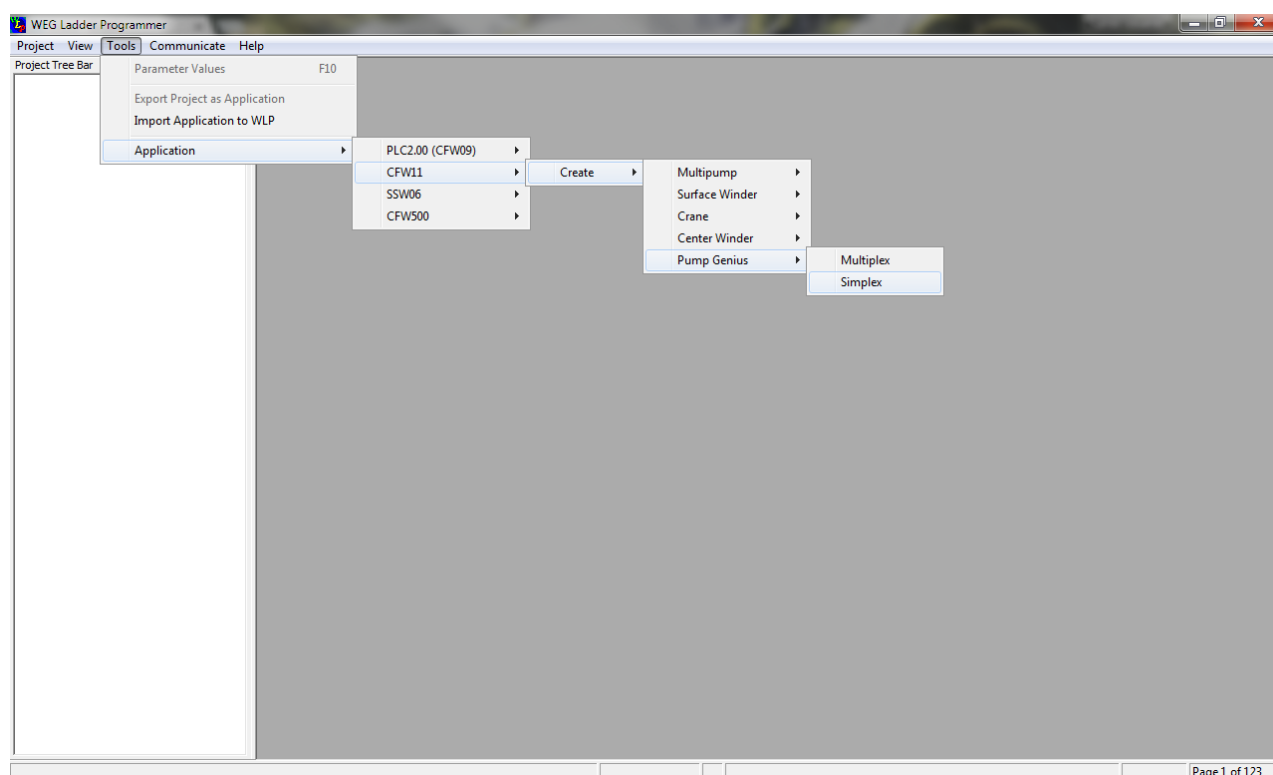 WEG Ladder Programmer
Project View Tools Communicate Help
Project Tree Bar
Parameter Values F10
Export Project as Application
Import Application to WLP
Application
PLC2.00 (CFW09)
CFW11
SSW06
CFW500
Create
Multipump
Surface Winder
Crane
Center Winder
Pump Genius
Multiplex
Simplex
Page 1 of 123